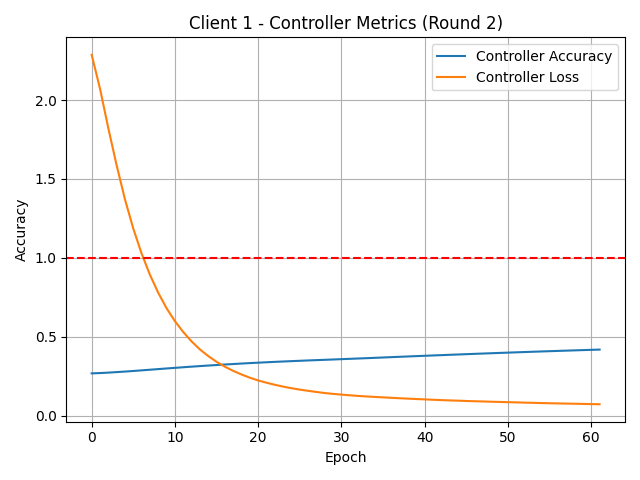 Client 1 - Controller Metrics (Round 2)
Controller Accuracy
Controller Loss
2.0
1.5
1.0
0.5
0.0
Accuracy
0 10 20 30 40 50 60
Epoch